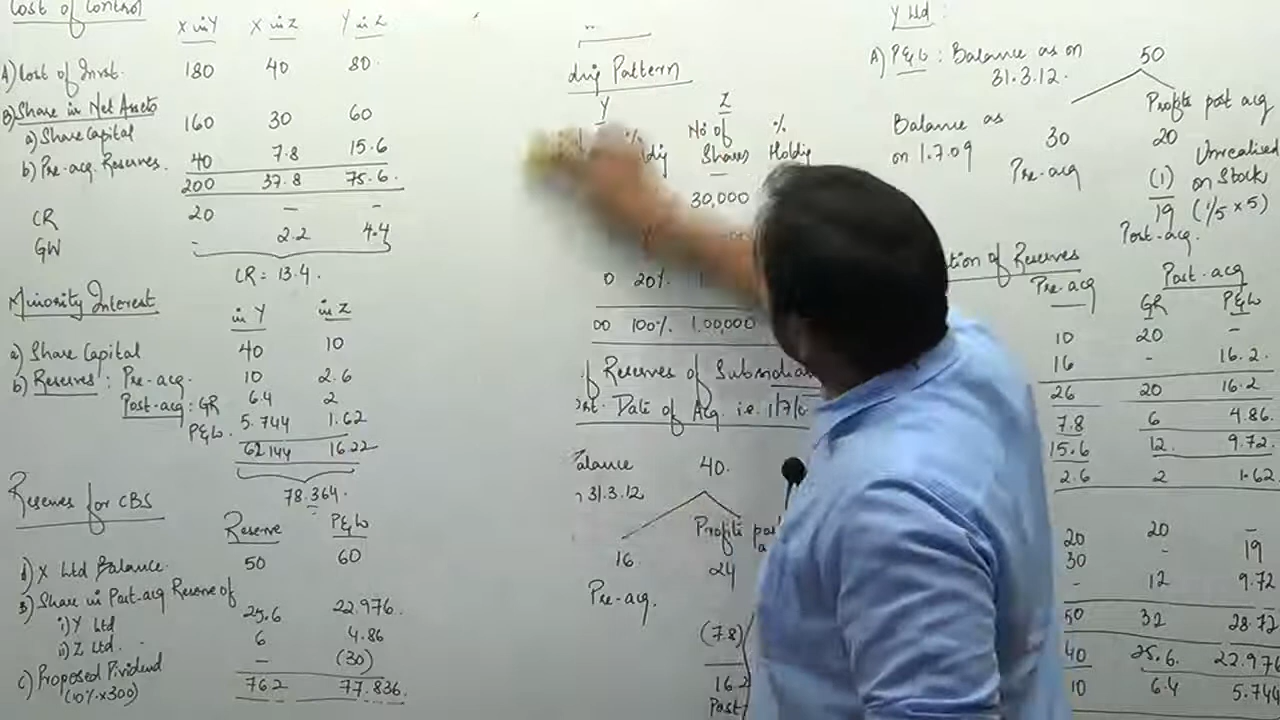 Cost of Control
X in Y X in Z Y in Z
A) Cost of Invst. 180 40 80.
B) Share in Net Assets
a) Share Capital 160 30 60
b) Pre-acq. Reserves. 40 7.8 15.6
200 37.8 75.6.
CR 20 - -
GW - 2.2 4.4
CR = 13.4.
Minority Interest
in Y in Z
a) Share Capital 40 10
b) Reserves: Pre-acq. 10 2.6
Post-acq: GR 6.4 2
P&L. 5.744 1.62
62.144 16.22
78.364.
Reserves for CBS
Reserve P&L
A) X Ltd Balance. 50 60
B) Share in Post-acq Reserve of
i) Y Ltd 25.6 22.976.
ii) Z Ltd. 6 4.86
c) Proposed Dividend - (30)
(10% x 300) 76.2 77.836.
ding Pattern
Y Z
% No of %
ldig Shares Holdig
30,000
0 20%
00 100% 1,00,000
of Reserves of Subsidia
Date of Acq. i.e. 1/7/
Balance 40.
31.3.12
Profits pos
16. 24
Pre-acq.
(7.8)
16.2
Post
Y Ltd:
A) P&L: Balance as on 50
31.3.12.
Balance as 30 Profits post acq
on 1.7.09 20
Pre-acq (1) Unrealised
on Stock
19 (1/5 x 5)
Post-acq.
tion of Reserves
Pre-acq Post-acq
GR P&L
10 20 -
16 - 16.2.
26 20 16.2
7.8 6 4.86.
15.6 12. 9.72.
2.6 2 1.62
20 20 -
30 - 19
- 12 9.72
50 32 28.72
40 25.6. 22.976
10 6.4 5.744